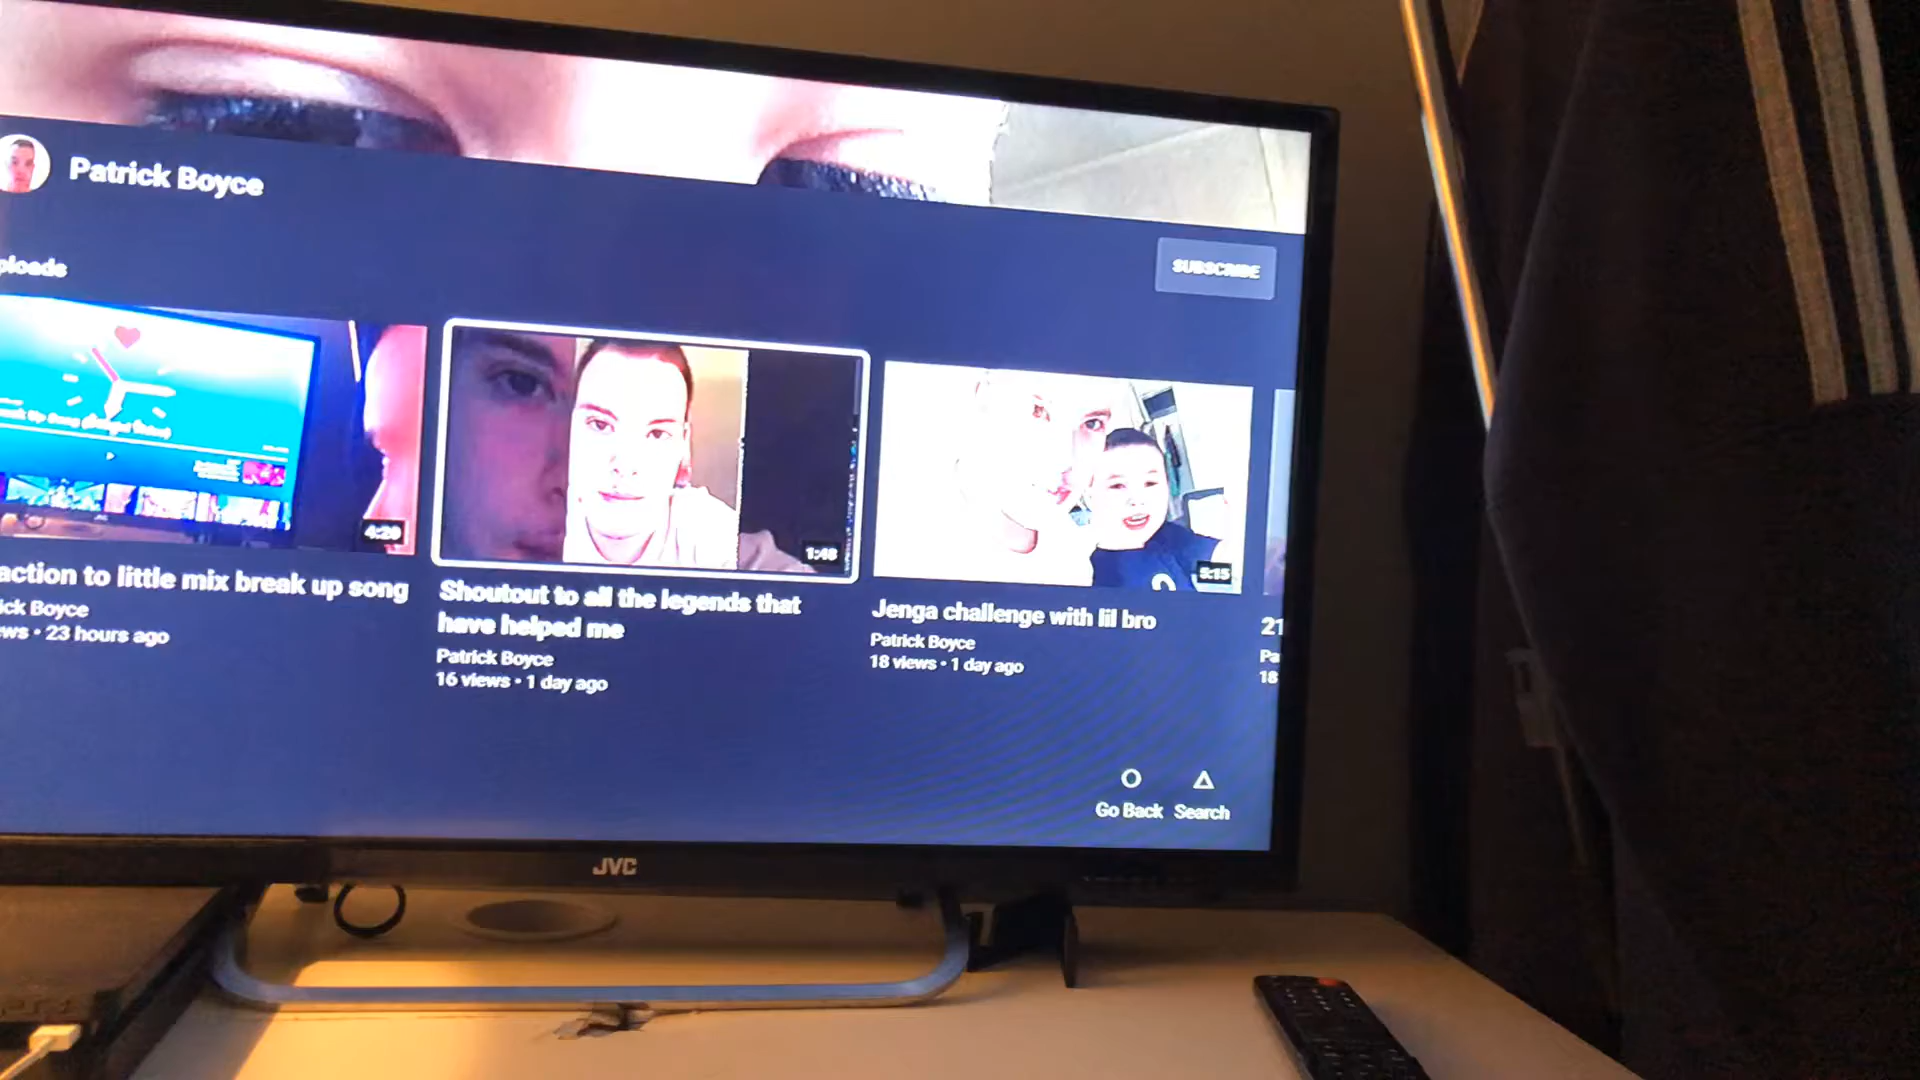 Patrick Boyce
ploads
SUBSCRIBE
4:20
1:48
5:15
action to little mix break up song
ick Boyce
ews • 23 hours ago
Shoutout to all the legends that
have helped me
Patrick Boyce
16 views • 1 day ago
Jenga challenge with lil bro
Patrick Boyce
18 views • 1 day ago
21
Pa
18
Go Back
Search
JVC